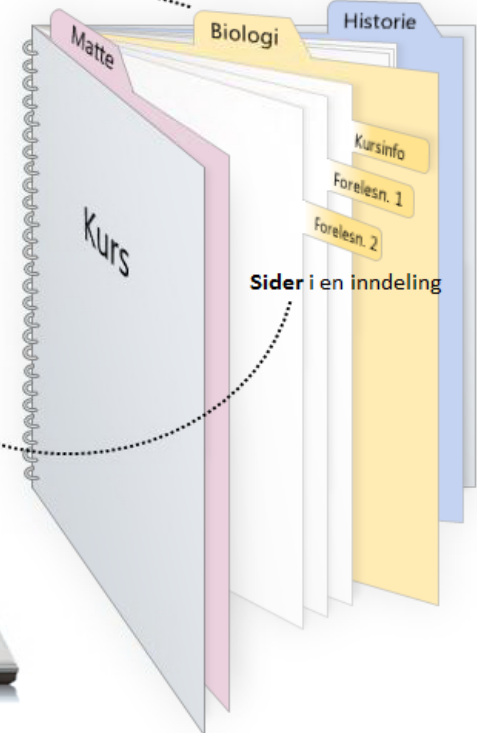 Historie
Biologi
Matte
Kursinfo
Forelesn. 1
Forelesn. 2
Kurs
Sider i en inndeling